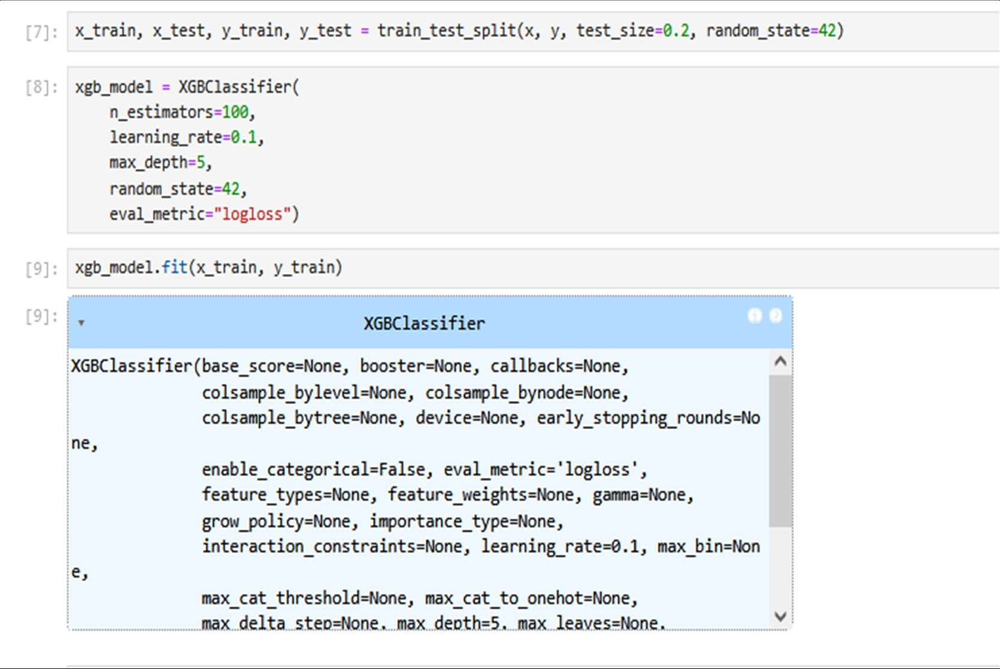 [7]: x_train, x_test, y_train, y_test = train_test_split(x, y, test_size=0.2, random_state=42)
[8]: xgb_model = XGBClassifier(
n_estimators=100,
learning_rate=0.1,
max_depth=5,
random_state=42,
eval_metric="logloss")
[9]: xgb_model.fit(x_train, y_train)
[9]: ▾ XGBClassifier i ?
XGBClassifier(base_score=None, booster=None, callbacks=None,
colsample_bylevel=None, colsample_bynode=None,
colsample_bytree=None, device=None, early_stopping_rounds=No
ne,
enable_categorical=False, eval_metric='logloss',
feature_types=None, feature_weights=None, gamma=None,
grow_policy=None, importance_type=None,
interaction_constraints=None, learning_rate=0.1, max_bin=Non
e,
max_cat_threshold=None, max_cat_to_onehot=None,
max_delta_step=None, max_depth=5, max_leaves=None,